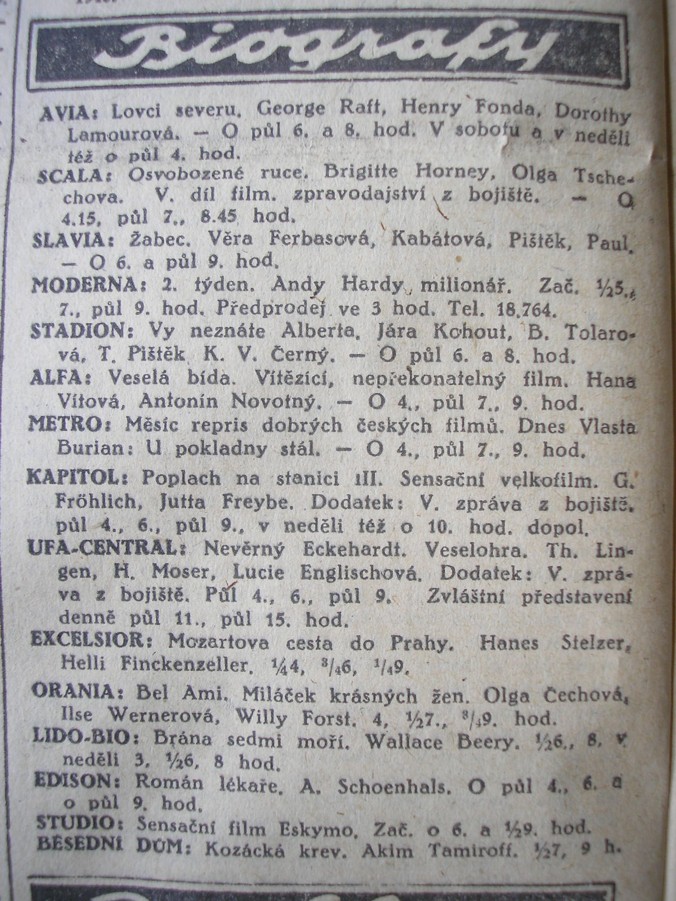 Biografy
AVIA: Lovci severu. George Raft, Henry Fonda, Dorothy
Lamourová. — O půl 6. a 8. hod. V sobotu a v neděli
též o půl 4. hod.
SCALA: Osvobozené ruce. Brigitte Horney, Olga Tsche-
chova. V. díl film. zpravodajství z bojiště. — O
4.15, půl 7., 8.45 hod.
SLAVIA: Žabec. Věra Ferbasová, Kabátová, Pištěk, Paul.
— O 6. a půl 9. hod.
MODERNA: 2. týden. Andy Hardy milionář. Zač. ½5.,
7., půl 9. hod. Předprodej ve 3 hod. Tel. 18.764.
STADION: Vy neznáte Alberta. Jára Kohout, B. Tolaro-
vá, T. Pištěk, K. V. Černý. — O půl 6. a 8. hod.
ALFA: Veselá bída. Vítězící, nepřekonatelný film. Hana
Vítová, Antonín Novotný. — O 4., půl 7., 9. hod.
METRO: Měsíc repris dobrých českých filmů. Dnes Vlasta
Burian: U pokladny stál. — O 4., půl 7., 9. hod.
KAPITOL: Poplach na stanici III. Sensační velkofilm. G.
Fröhlich, Jutta Freybe. Dodatek: V. zpráva z bojiště.
půl 4., 6., půl 9., v neděli též o 10. hod. dopol.
UFA-CENTRAL: Nevěrný Eckehardt. Veselohra. Th. Lin-
gen, H. Moser, Lucie Englischová. Dodatek: V. zprá-
va z bojiště. Půl 4., 6., půl 9. Zvláštní představení
denně půl 11., půl 15. hod.
EXCELSIOR: Mozartova cesta do Prahy. Hanes Stelzer,
Helli Finckenzeller. ¼4, ¾6, ¼9.
ORANIA: Bel Ami. Miláček krásných žen. Olga Čechová,
Ilse Wernerová, Willy Forst. 4, ½7., ¾9. hod.
LIDO-BIO: Brána sedmi moří. Wallace Beery. ½6., 8. v
neděli 3, ½6, 8 hod.
EDISON: Román lékaře. A. Schoenhals. O půl 4., 6. a
o půl 9. hod.
STUDIO: Sensační film Eskymo. Zač. o 6. a ½9. hod.
BESEDNÍ DŮM: Kozácká krev. Akim Tamiroff. ½7, 9 h.